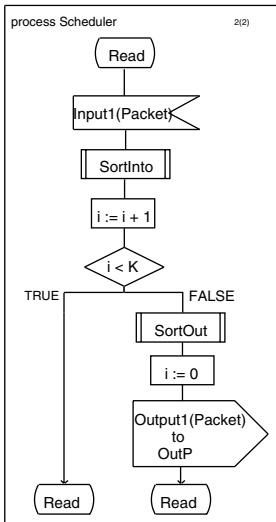 process Scheduler
2(2)
Read
Input1(Packet)
SortInto
i := i + 1
i < K
TRUE
FALSE
SortOut
i := 0
Output1(Packet)
to
OutP
Read
Read